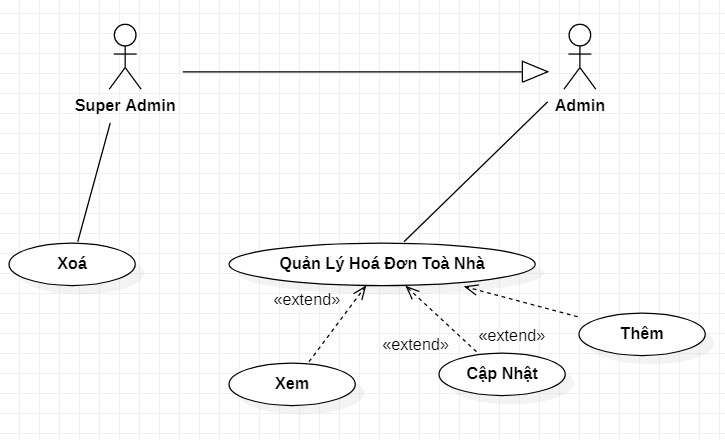 Super Admin
Admin
Xoá
Quản Lý Hoá Đơn Toà Nhà
«extend»
«extend»
«extend»
Thêm
Xem
Cập Nhật